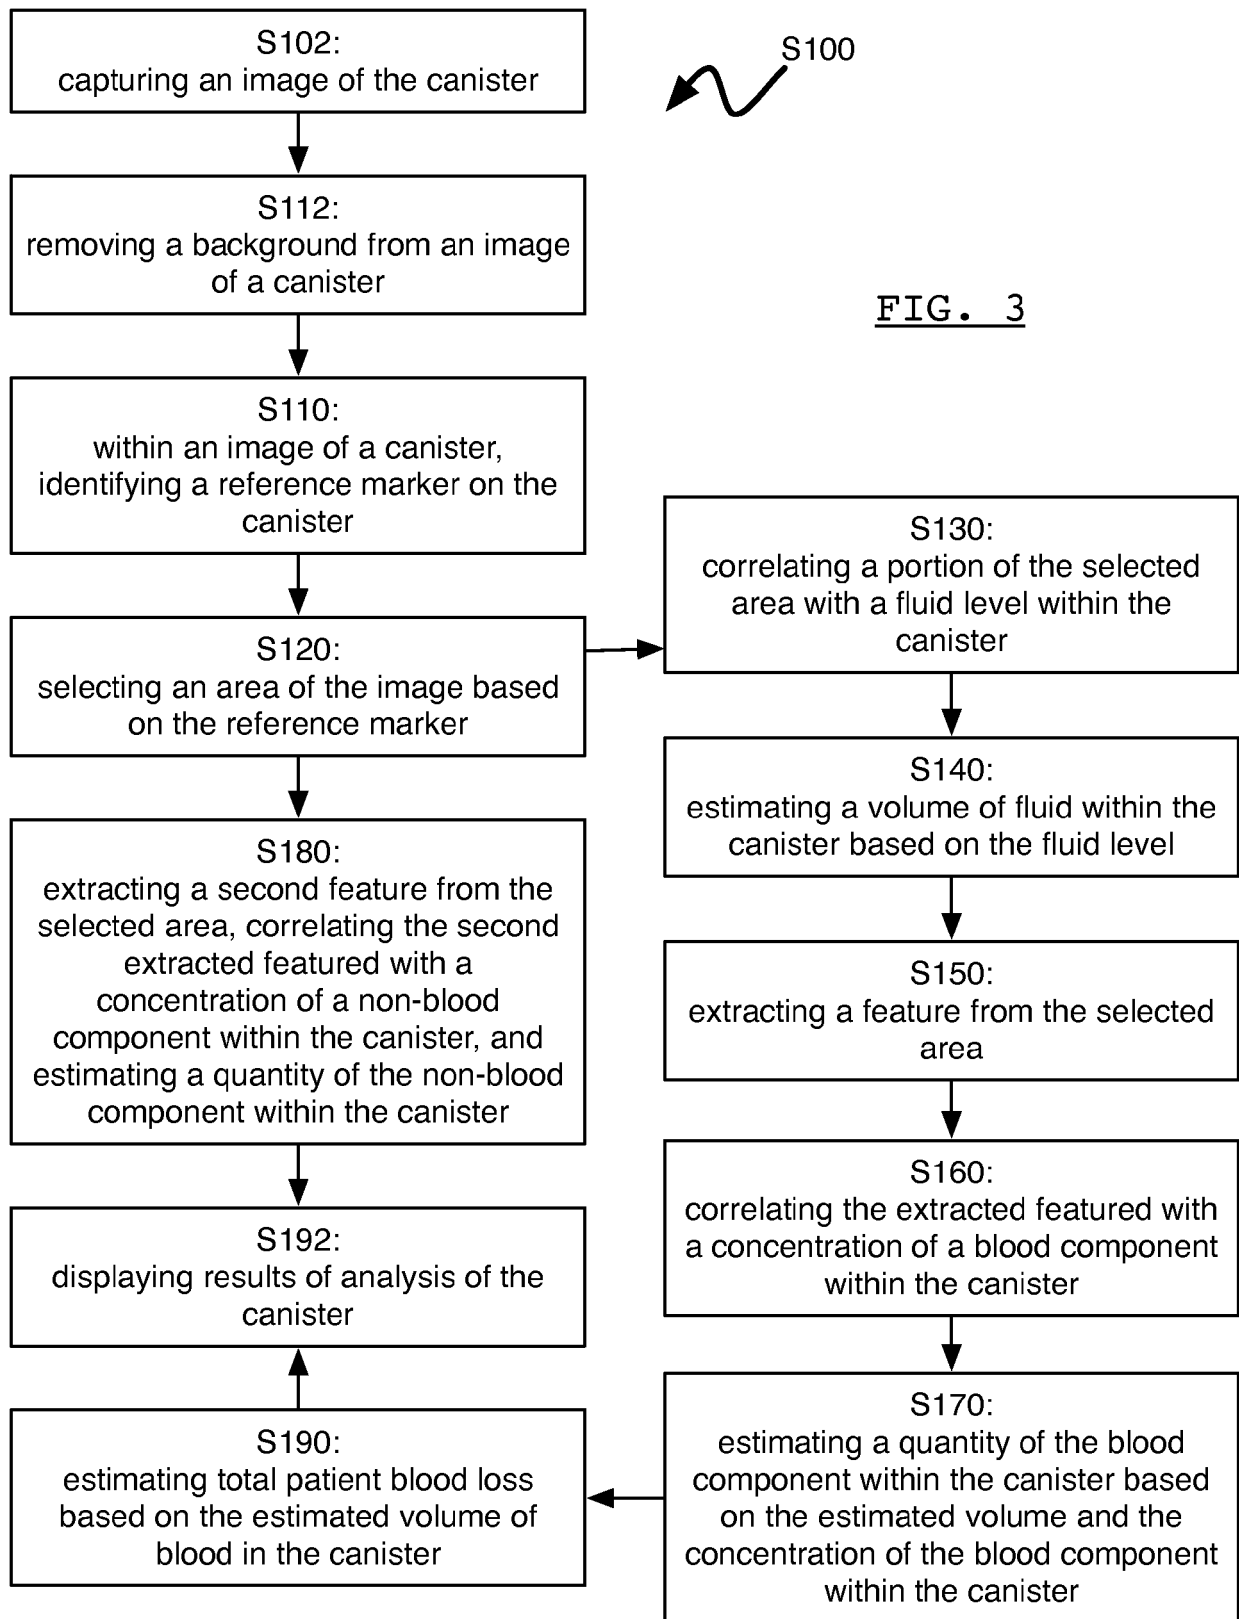 S102:
capturing an image of the canister
S100
S112:
removing a background from an image
of a canister
FIG. 3
S110:
within an image of a canister,
identifying a reference marker on the
canister
S120:
selecting an area of the image based
on the reference marker
S180:
extracting a second feature from the
selected area, correlating the second
extracted featured with a
concentration of a non-blood
component within the canister, and
estimating a quantity of the non-blood
component within the canister
S192:
displaying results of analysis of the
canister
S190:
estimating total patient blood loss
based on the estimated volume of
blood in the canister
S130:
correlating a portion of the selected
area with a fluid level within the
canister
S140:
estimating a volume of fluid within the
canister based on the fluid level
S150:
extracting a feature from the selected
area
S160:
correlating the extracted featured with
a concentration of a blood component
within the canister
S170:
estimating a quantity of the blood
component within the canister based
on the estimated volume and the
concentration of the blood component
within the canister